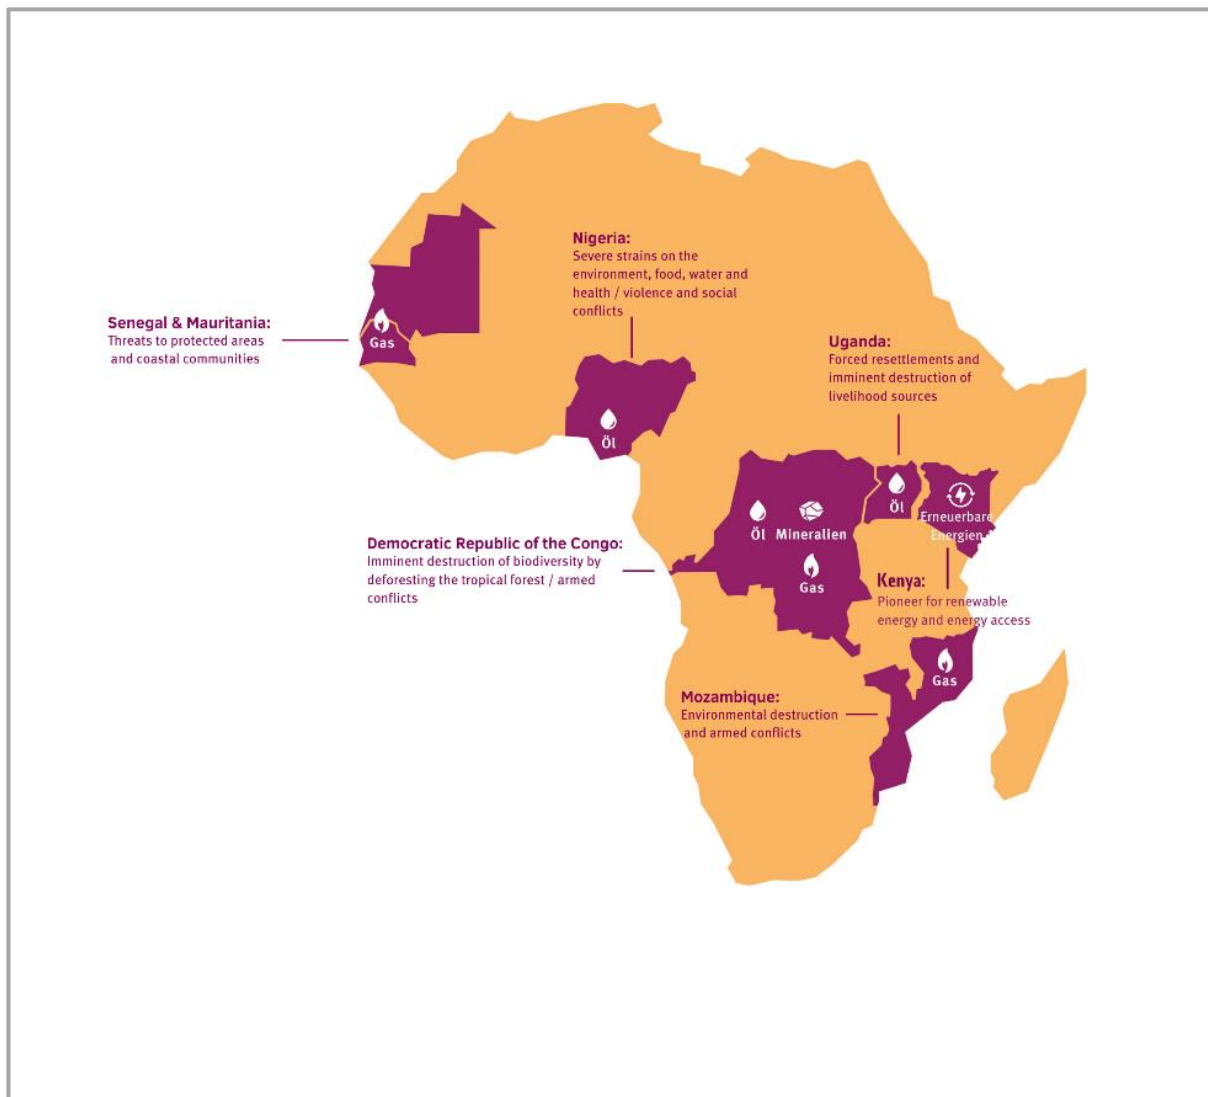 Nigeria:
Severe strains on the
environment, food, water and
health / violence and social
conflicts
Senegal & Mauritania:
Threats to protected areas
and coastal communities
Gas
Uganda:
Forced resettlements and
imminent destruction of
livelihood sources
Öl
Öl
Erneuerbare
Energien
Öl Mineralien
Democratic Republic of the Congo:
Imminent destruction of biodiversity by
deforesting the tropical forest / armed
conflicts
Gas
Kenya:
Pioneer for renewable
energy and energy access
Gas
Mozambique:
Environmental destruction
and armed conflicts